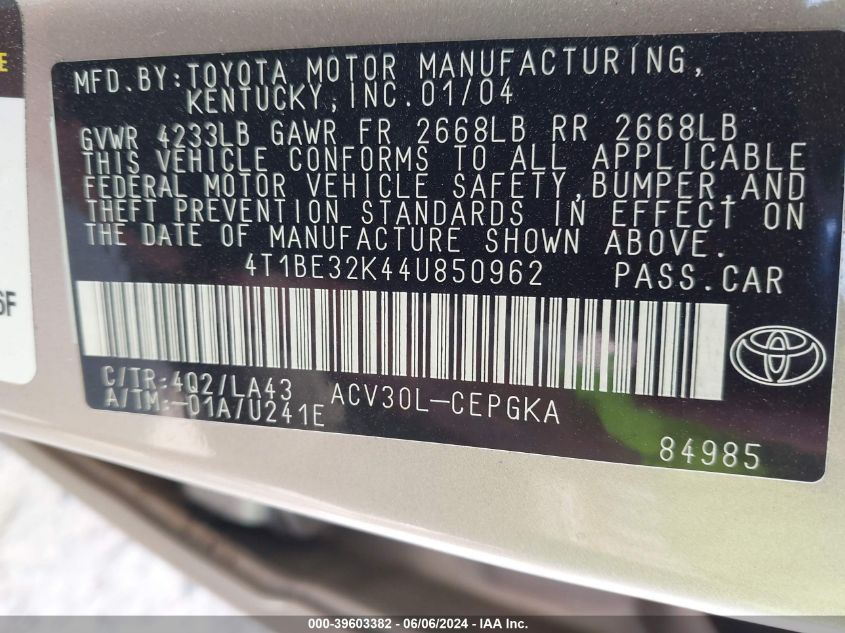 MFD.BY:TOYOTA MOTOR MANUFACTURING,
KENTUCKY,INC.01/04
GVWR 4233LB GAWR FR 2668LB RR 2668LB
THIS VEHICLE CONFORMS TO ALL APPLICABLE
FEDERAL MOTOR VEHICLE SAFETY,BUMPER,AND
THEFT PREVENTION STANDARDS IN EFFECT ON
THE DATE OF MANUFACTURE SHOWN ABOVE.
4T1BE32K44U850962 PASS.CAR
C/TR:4Q2/LA43 ACV30L-CEPGKA
A/TM:-01A/U241E
84985
000-39603382 - 06/06/2024 - IAA, Inc.